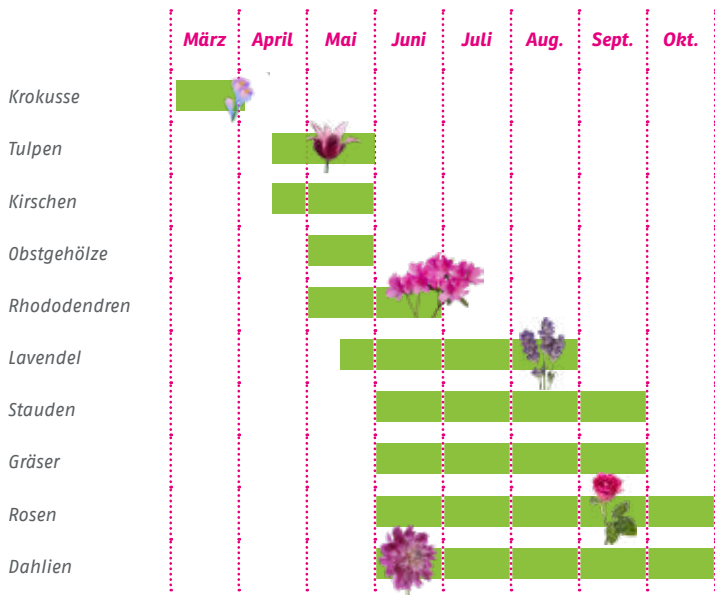 März April Mai Juni Juli Aug. Sept. Okt.
Krokusse
Tulpen
Kirschen
Obstgehölze
Rhododendren
Lavendel
Stauden
Gräser
Rosen
Dahlien